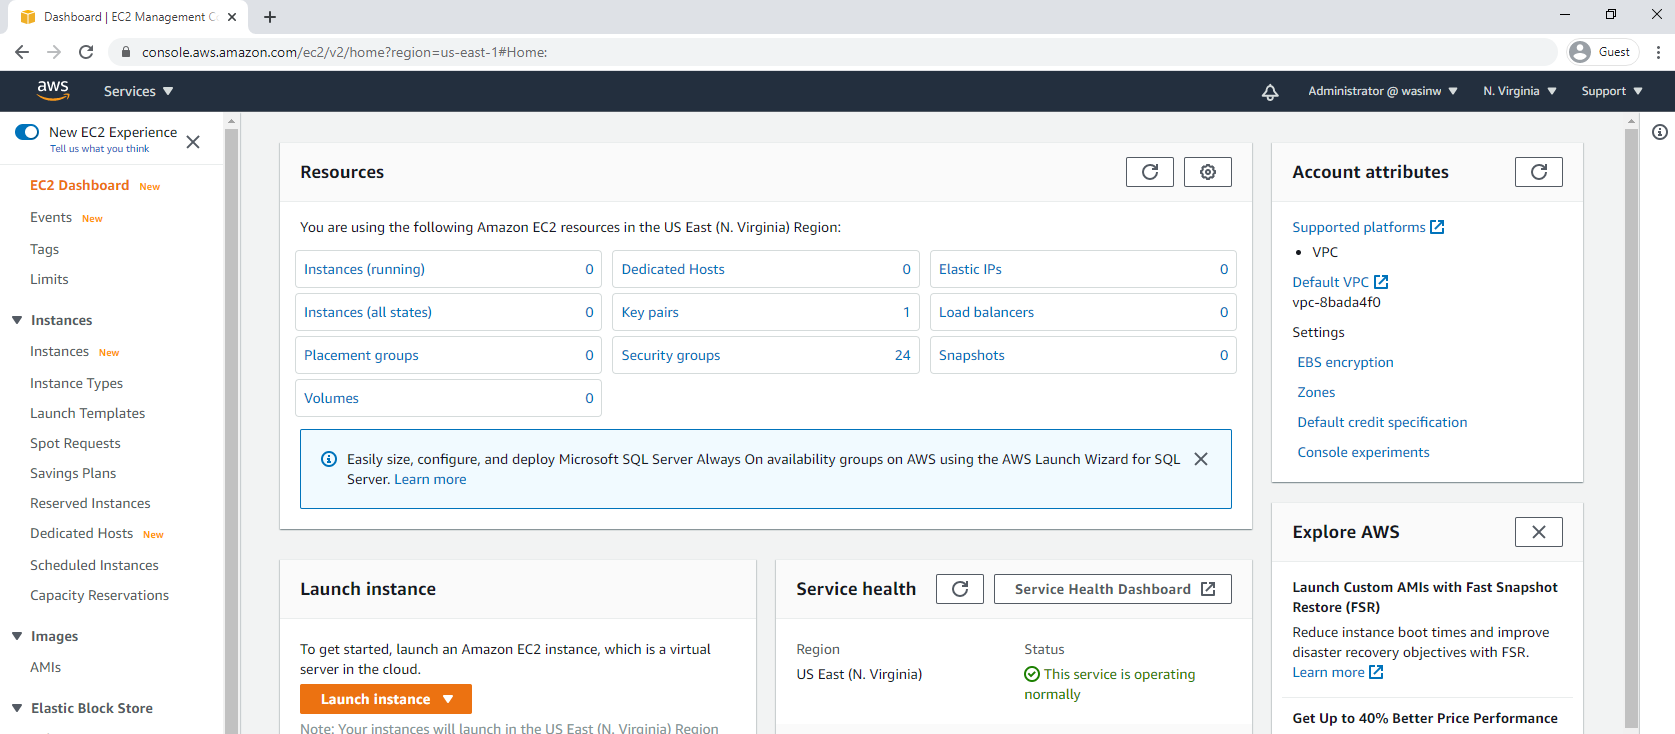 Dashboard | EC2 Management C
console.aws.amazon.com/ec2/v2/home?region=us-east-1#Home:
Guest
aws
Services
Administrator @ wasinw
N. Virginia
Support
New EC2 Experience
Tell us what you think
EC2 Dashboard New
Events New
Tags
Limits
Instances
Instances New
Instance Types
Launch Templates
Spot Requests
Savings Plans
Reserved Instances
Dedicated Hosts New
Scheduled Instances
Capacity Reservations
Images
AMIs
Elastic Block Store
Resources
You are using the following Amazon EC2 resources in the US East (N. Virginia) Region:
Instances (running) 0
Dedicated Hosts 0
Elastic IPs 0
Instances (all states) 0
Key pairs 1
Load balancers 0
Placement groups 0
Security groups 24
Snapshots 0
Volumes 0
Easily size, configure, and deploy Microsoft SQL Server Always On availability groups on AWS using the AWS Launch Wizard for SQL
Server. Learn more
Launch instance
To get started, launch an Amazon EC2 instance, which is a virtual
server in the cloud.
Launch instance
Note: Your instances will launch in the US East (N. Virginia) Region
Service health
Service Health Dashboard
Region
US East (N. Virginia)
Status
This service is operating
normally
Account attributes
Supported platforms
• VPC
Default VPC
vpc-8bada4f0
Settings
EBS encryption
Zones
Default credit specification
Console experiments
Explore AWS
Launch Custom AMIs with Fast Snapshot
Restore (FSR)
Reduce instance boot times and improve
disaster recovery objectives with FSR.
Learn more
Get Up to 40% Better Price Performance